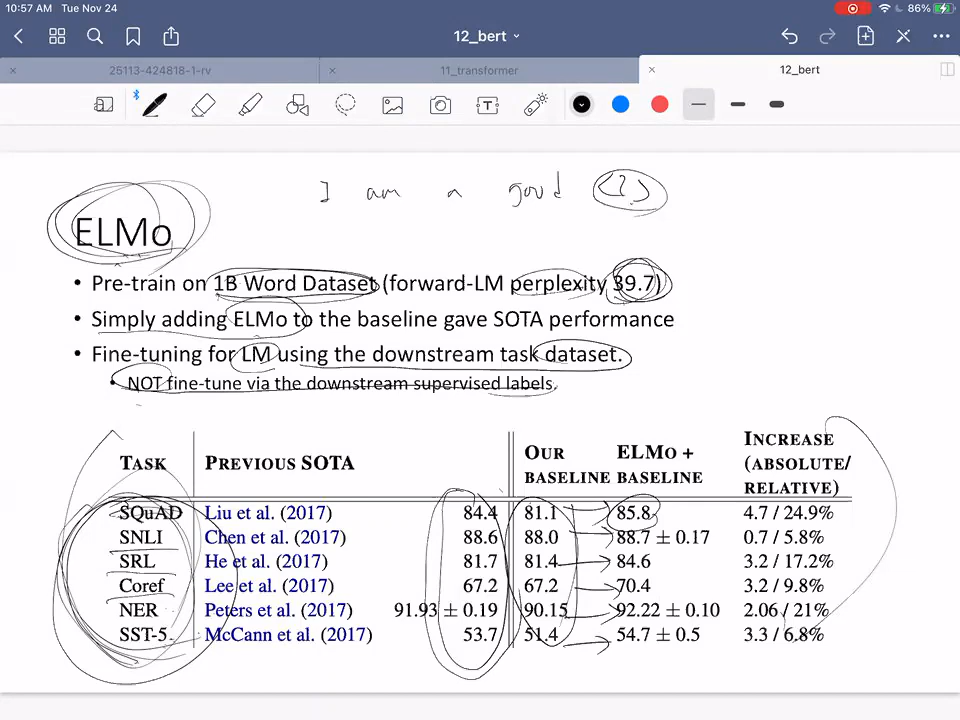 10:57 AM Tue Nov 24 86%
12_bert
25113-424818-1-rv 11_transformer 12_bert
I am a good (?)
ELMo
• Pre-train on 1B Word Dataset (forward-LM perplexity 39.7)
• Simply adding ELMo to the baseline gave SOTA performance
• Fine-tuning for LM using the downstream task dataset.
• NOT fine-tune via the downstream supervised labels.
TASK PREVIOUS SOTA OUR BASELINE ELMO + BASELINE INCREASE (ABSOLUTE/ RELATIVE)
SQuAD Liu et al. (2017) 84.4 81.1 85.8 4.7 / 24.9%
SNLI Chen et al. (2017) 88.6 88.0 88.7 ± 0.17 0.7 / 5.8%
SRL He et al. (2017) 81.7 81.4 84.6 3.2 / 17.2%
Coref Lee et al. (2017) 67.2 67.2 70.4 3.2 / 9.8%
NER Peters et al. (2017) 91.93 ± 0.19 90.15 92.22 ± 0.10 2.06 / 21%
SST-5 McCann et al. (2017) 53.7 51.4 54.7 ± 0.5 3.3 / 6.8%